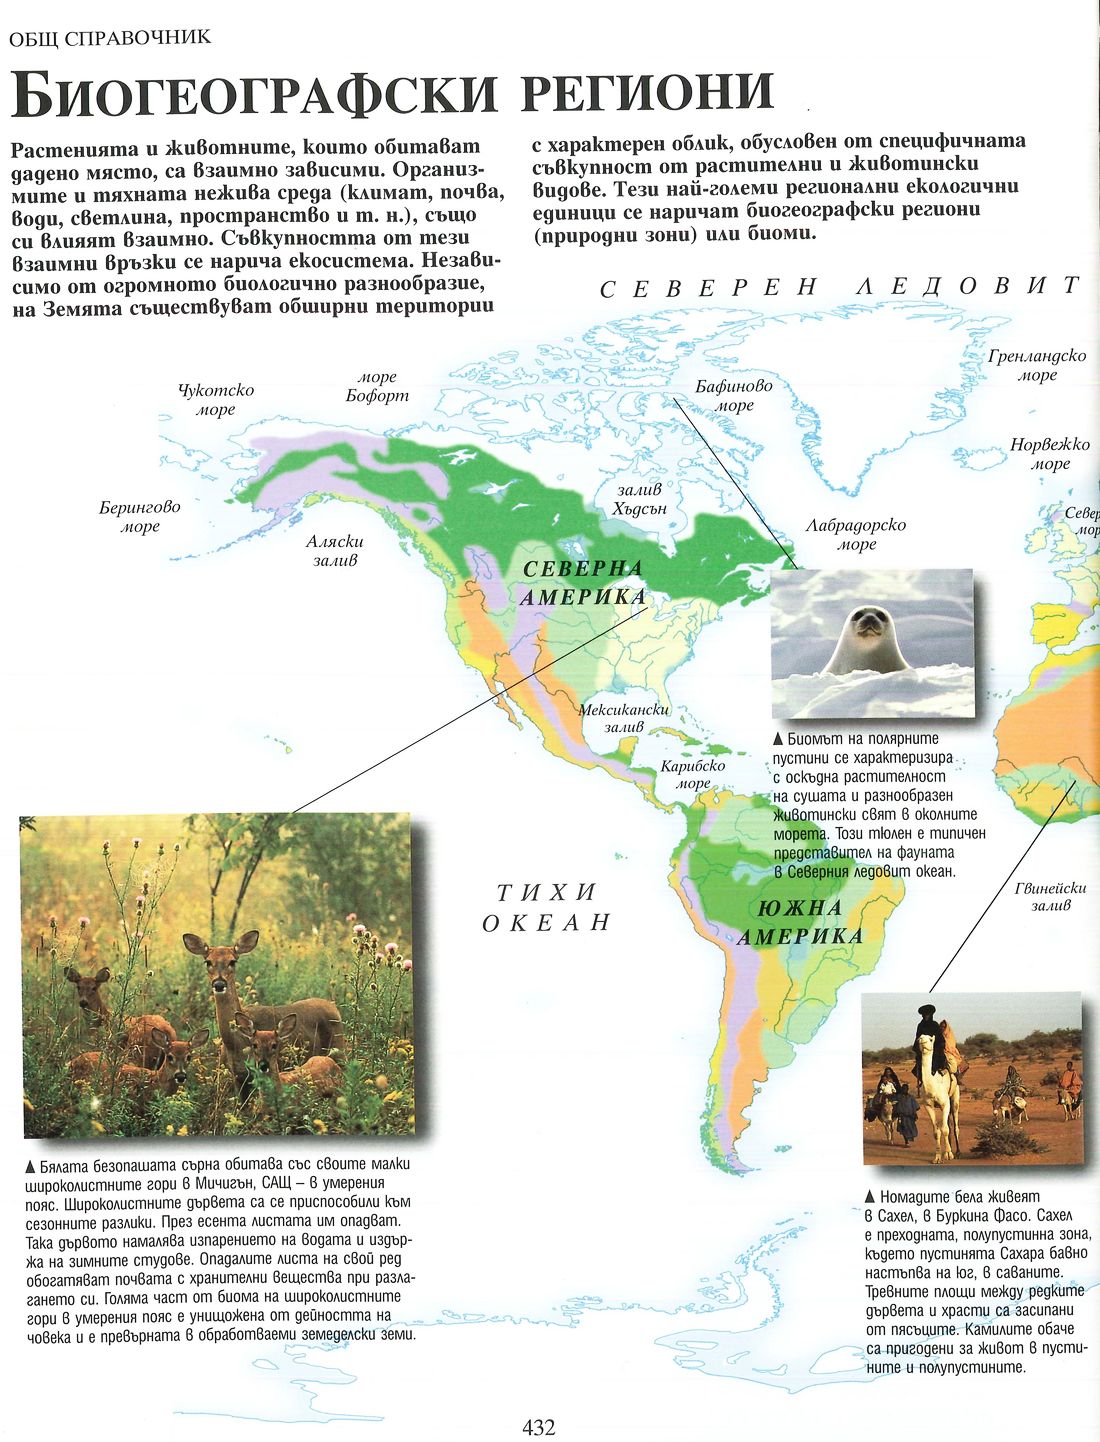 ОБЩ СПРАВОЧНИК
БИОГЕОГРАФСКИ РЕГИОНИ
Растенията и животните, които обитават
дадено място, са взаимно зависими. Организ-
мите и тяхната нежива среда (климат, почва,
води, светлина, пространство и т. н.), също
си влияят взаимно. Съвкупността от тези
взаимни връзки се нарича екосистема. Незави-
симо от огромното биологично разнообразие,
на Земята съществуват обширни територии
с характерен облик, обусловен от специфичната
съвкупност от растителни и животински
видове. Тези най-големи регионални екологични
единици се наричат биогеографски региони
(природни зони) или биоми.
СЕВЕРЕН ЛЕДОВИТ
Гренландско
море
море
Бофорт
Чукотско
море
Бафиново
море
Норвежко
море
Берингово
море
залив
Хъдсън
Север
мор
Аляски
залив
Лабрадорско
море
СЕВЕРНА
АМЕРИКА
Мексикански
залив
Карибско
море
▲ Биомът на полярните
пустини се характеризира
с оскъдна растителност
на сушата и разнообразен
животински свят в околните
морета. Този тюлен е типичен
представител на фауната
в Северния ледовит океан.
ТИХИ
ОКЕАН
ЮЖНА
АМЕРИКА
Гвинейски
залив
▲ Бялата безопашата сърна обитава със своите малки
широколистните гори в Мичигън, САЩ – в умерения
пояс. Широколистните дървета са се приспособили към
сезонните разлики. През есента листата им опадват.
Така дървото намалява изпарението на водата и издър-
жа на зимните студове. Опадалите листа на свой ред
обогатяват почвата с хранителни вещества при разла-
гането си. Голяма част от биома на широколистните
гори в умерения пояс е унищожена от дейността на
човека и е превърната в обработваеми земеделски земи.
▲ Номадите бела живеят
в Сахел, в Буркина Фасо. Сахел
е преходната, полупустинна зона,
където пустинята Сахара бавно
настъпва на юг, в саваните.
Тревните площи между редките
дървета и храсти са засипани
от пясъците. Камилите обаче
са пригодени за живот в пусти-
ните и полупустините.
432